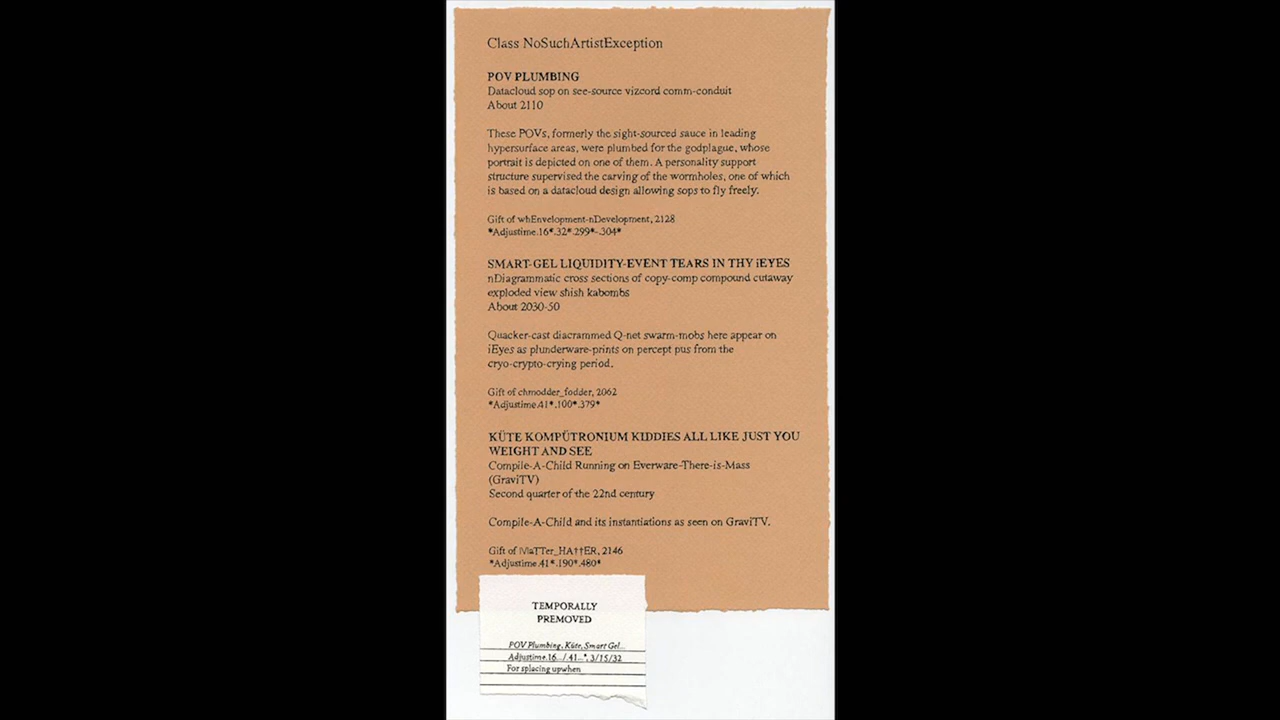 Class NoSuchArtistException
POV PLUMBING
Datacloud sop on see-source vizcord comm-conduit
About 2110
These POVs, formerly the sight-sourced sauce in leading
hypersurface areas, were plumbed for the godplague, whose
portrait is depicted on one of them. A personality support
structure supervised the carving of the wormholes, one of which
is based on a datacloud design allowing sops to fly freely.
Gift of whEnvelopment-nDevelopment, 2128
*Adjustime.16*.32*.299*-.304*
SMART-GEL LIQUIDITY-EVENT TEARS IN THY iEYES
nDiagrammatic cross sections of copy-comp compound cutaway
exploded view shish kabombs
About 2030-50
Quacker-cast diacrammed Q-net swarm-mobs here appear on
iEyes as plunderware-prints on percept pus from the
cryo-crypto-crying period.
Gift of chmodder_fodder, 2062
*Adjustime.41*.100*.379*
KÜTE KOMPÜTRONIUM KIDDIES ALL LIKE JUST YOU
WEIGHT AND SEE
Compile-A-Child Running on Everware-There-is-Mass
(GraviTV)
Second quarter of the 22nd century
Compile-A-Child and its instantiations as seen on GraviTV.
Gift of MaTTer_HA††ER, 2146
*Adjustime.41*.190*.480*
TEMPORALLY
PREMOVED
POV Plumbing, Küte, Smart Gel...
Adjustime.16.../.41...*, 3/15/32
For splacing upwhen